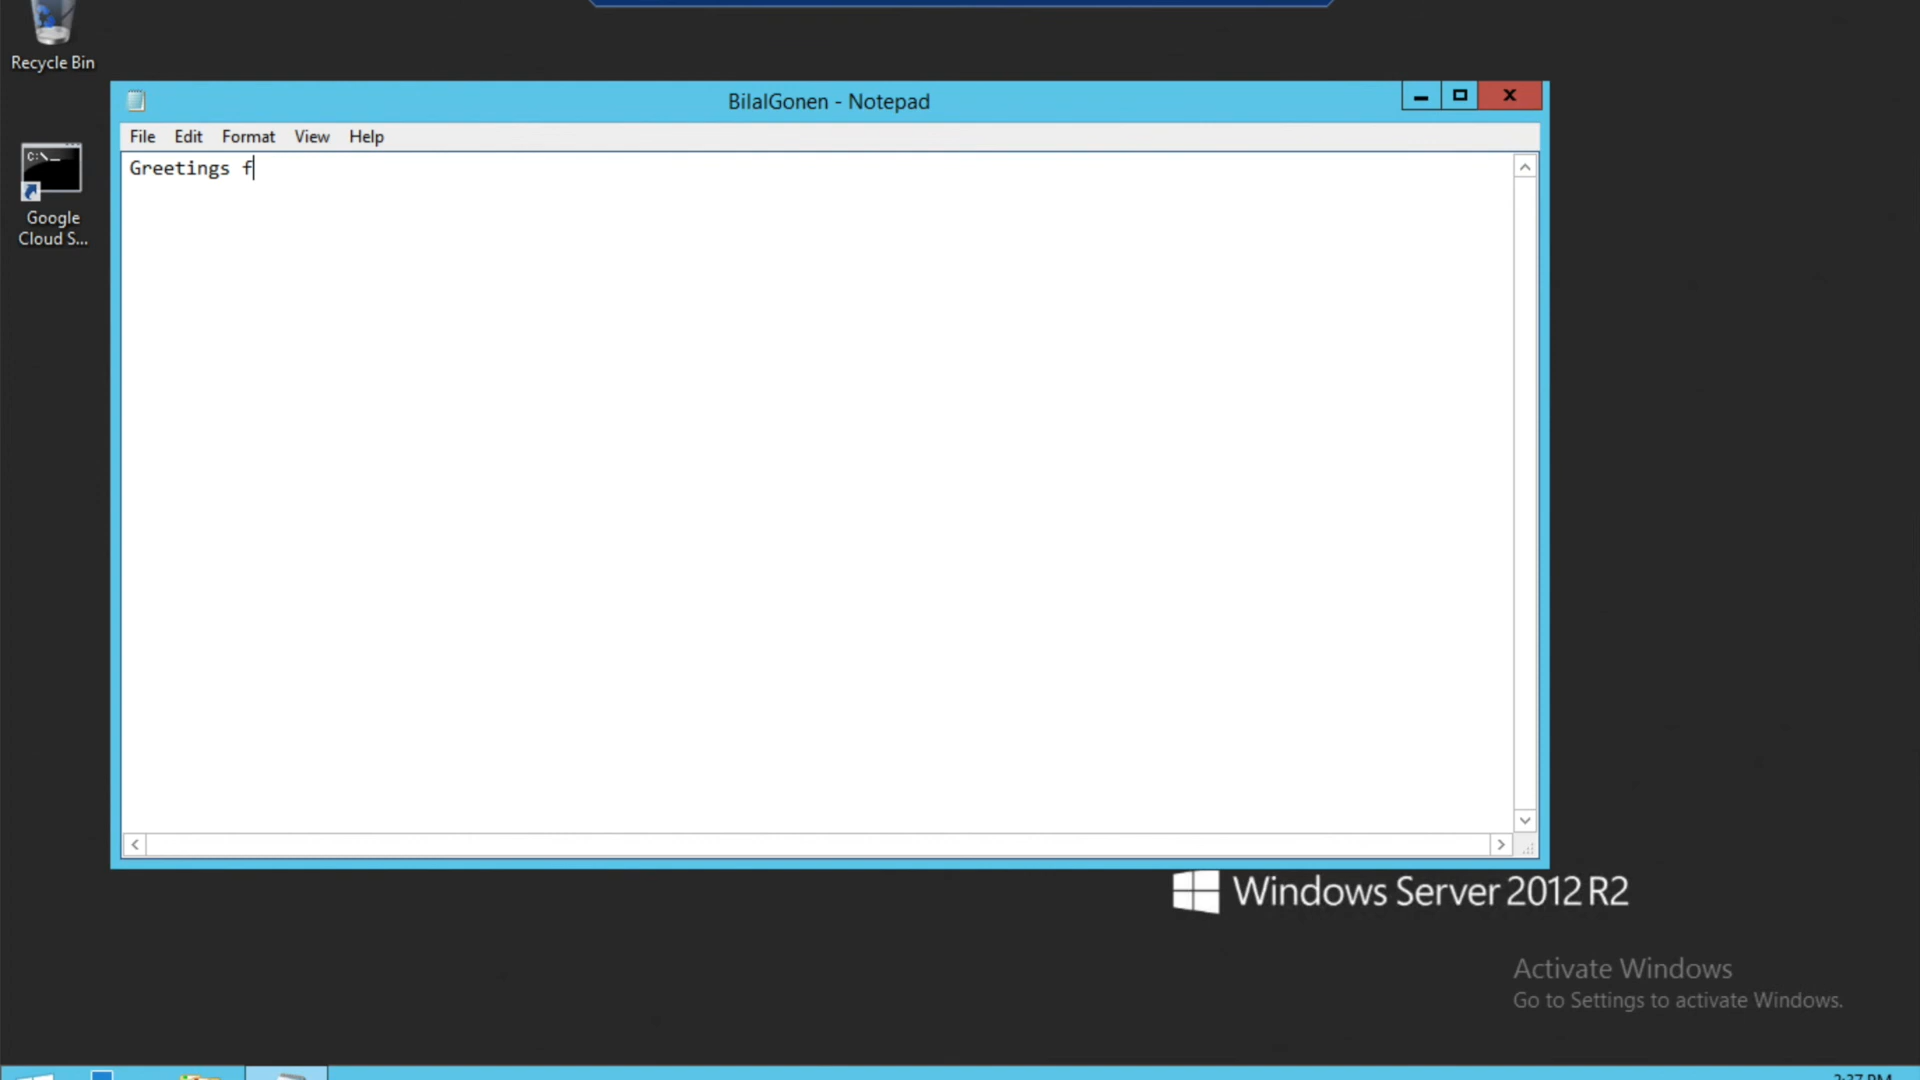 Recycle Bin
BilalGonen - Notepad
File Edit Format View Help
Greetings f
C:\._
Google
Cloud S...
Windows Server 2012 R2
Activate Windows
Go to Settings to activate Windows.